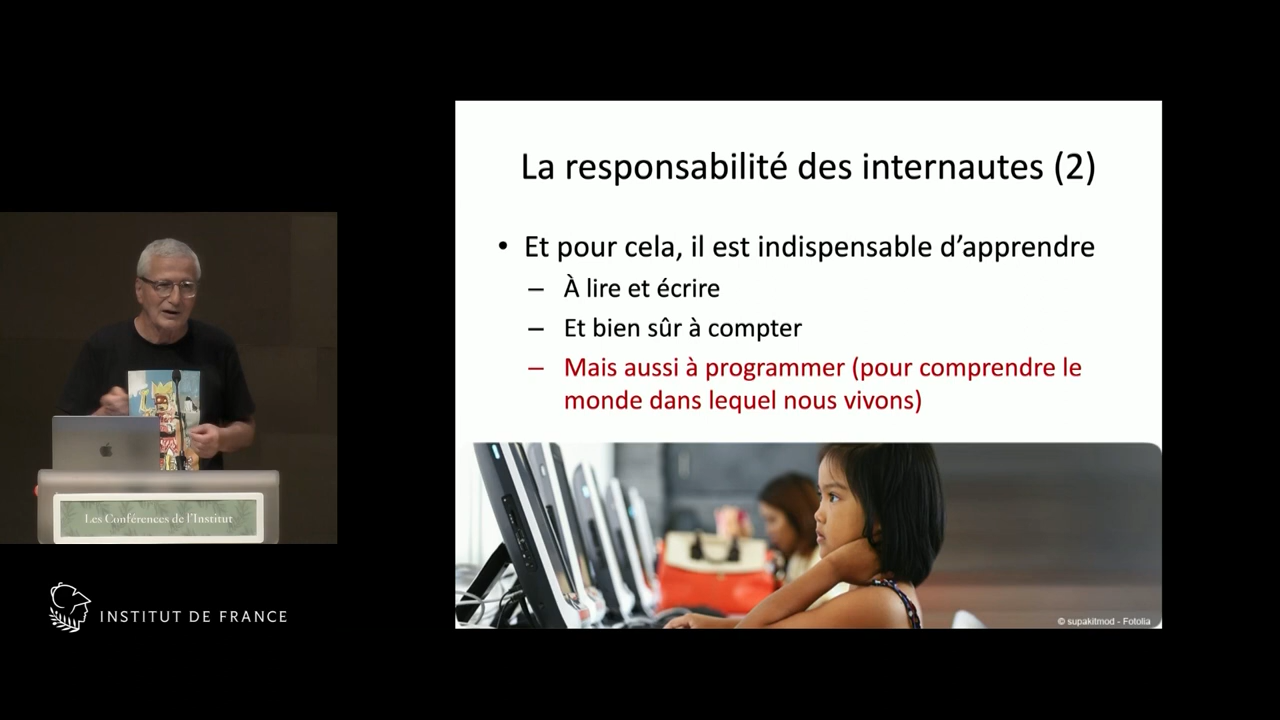 La responsabilité des internautes (2)
• Et pour cela, il est indispensable d’apprendre
– À lire et écrire
– Et bien sûr à compter
– Mais aussi à programmer (pour comprendre le
monde dans lequel nous vivons)
© supakitmod - Fotolia
Les Conférences de l'Institut
INSTITUT DE FRANCE